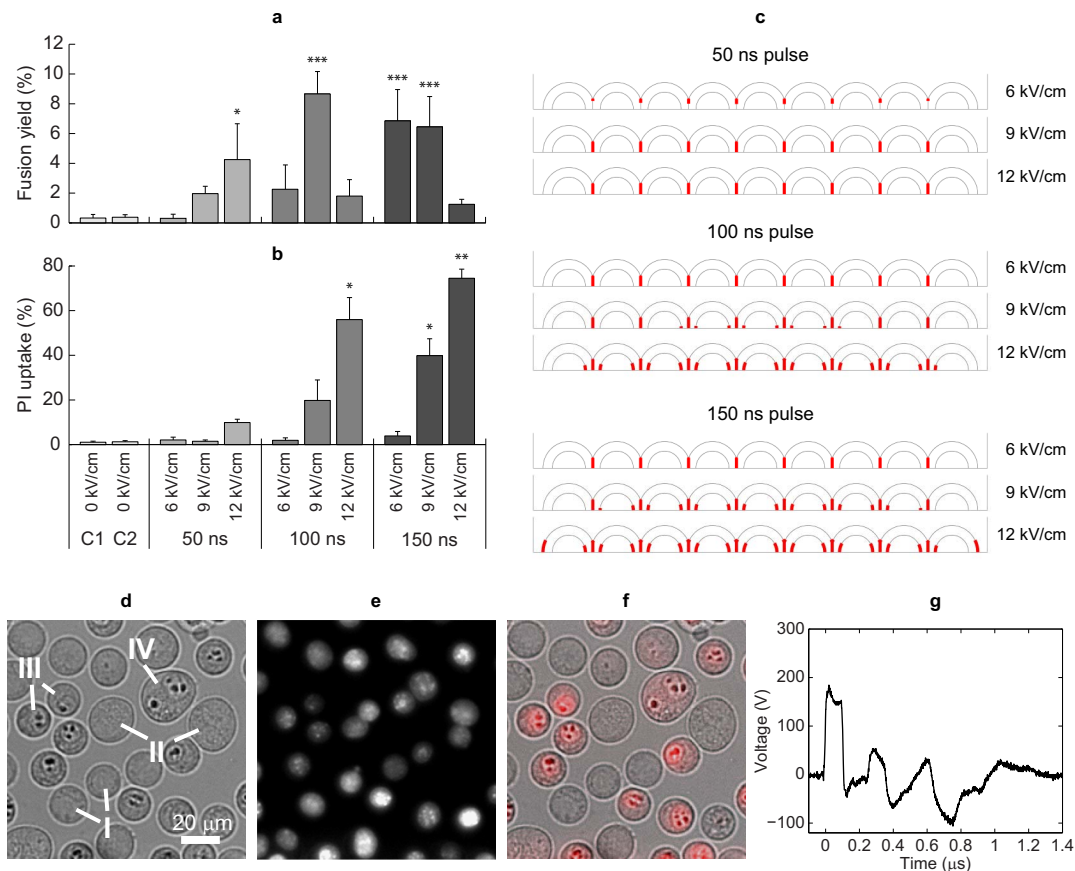 a
Fusion yield (%)
12
10
8
6
4
2
0
*
***
***
***
b
PI uptake (%)
80
60
40
20
0
*
*
**
0 kV/cm
0 kV/cm
6 kV/cm
9 kV/cm
12 kV/cm
6 kV/cm
9 kV/cm
12 kV/cm
6 kV/cm
9 kV/cm
12 kV/cm
C1 C2 50 ns 100 ns 150 ns
c
50 ns pulse
6 kV/cm
9 kV/cm
12 kV/cm
100 ns pulse
6 kV/cm
9 kV/cm
12 kV/cm
150 ns pulse
6 kV/cm
9 kV/cm
12 kV/cm
d
III
IV
II
I
20 μm
e
f
g
Voltage (V)
300
200
100
0
−100
0 0.2 0.4 0.6 0.8 1 1.2 1.4
Time (μs)